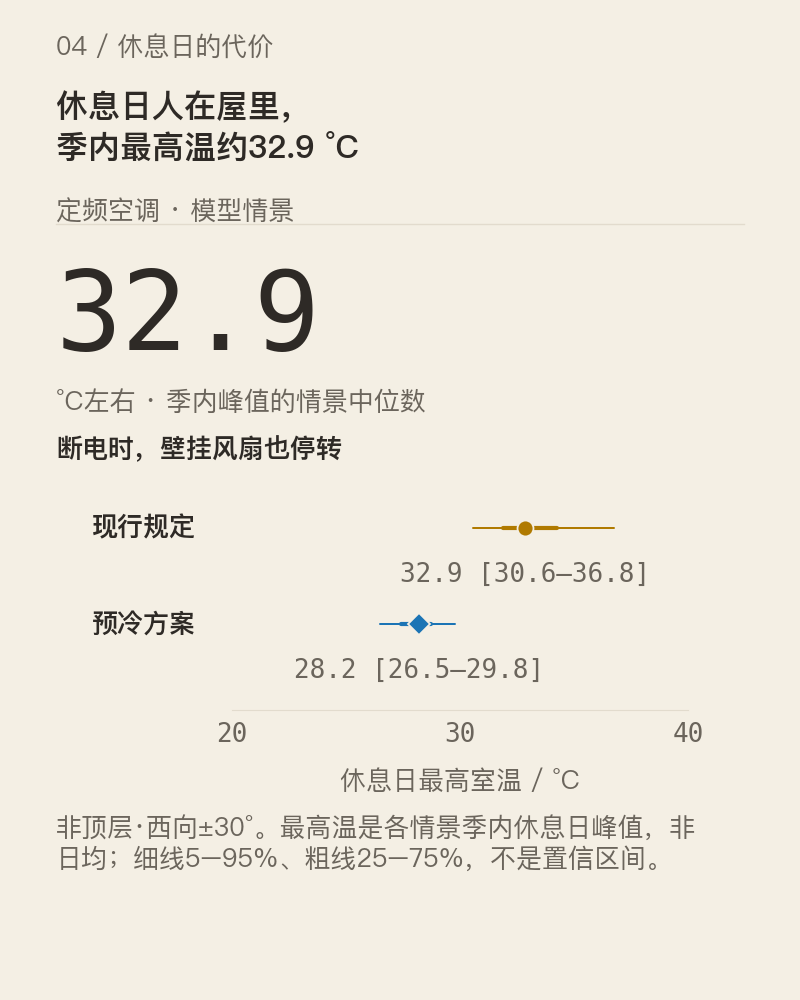 04 / 休息日的代价
休息日人在屋里，
季内最高温约32.9 °C
定频空调 · 模型情景
32.9
°C左右 · 季内峰值的情景中位数
断电时，壁挂风扇也停转
现行规定
32.9 [30.6–36.8]
预冷方案
28.2 [26.5–29.8]
20 30 40
休息日最高室温 / °C
非顶层·西向±30°。最高温是各情景季内休息日峰值，非
日均；细线5–95%、粗线25–75%，不是置信区间。